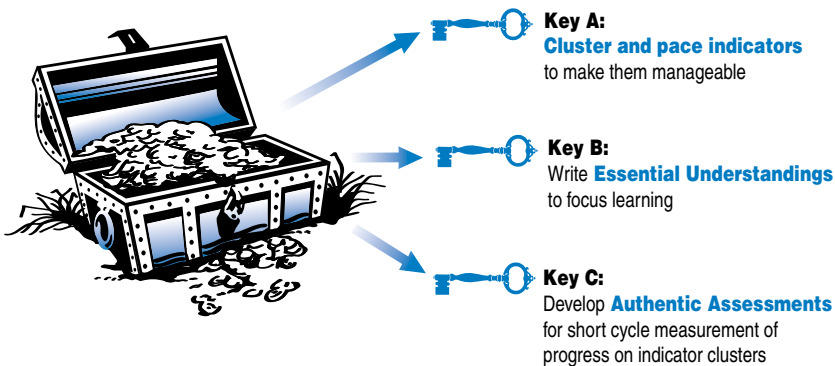 Key A:
Cluster and pace indicators
to make them manageable
Key B:
Write Essential Understandings
to focus learning
Key C:
Develop Authentic Assessments
for short cycle measurement of
progress on indicator clusters